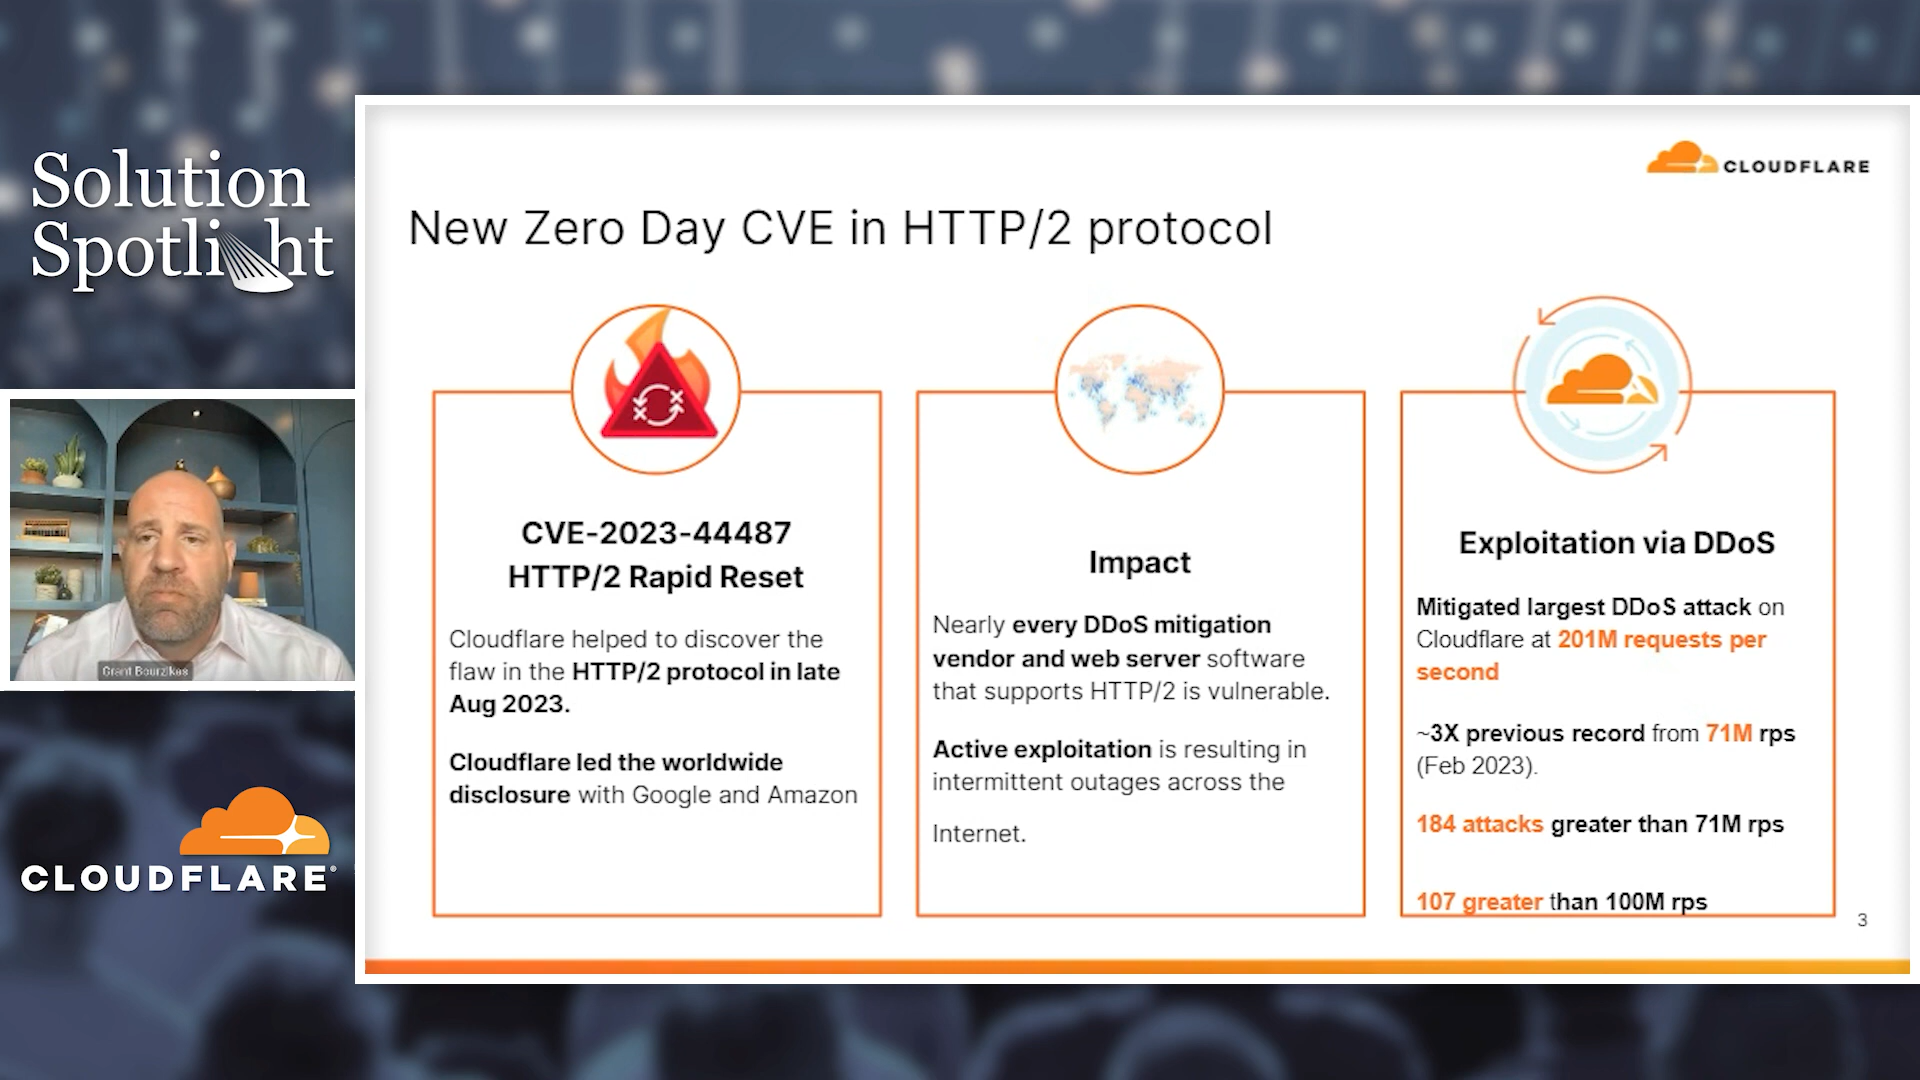 Solution
Spotlight
Grant Bourzikas
CLOUDFLARE®
CLOUDFLARE
New Zero Day CVE in HTTP/2 protocol
CVE-2023-44487
HTTP/2 Rapid Reset
Cloudflare helped to discover the
flaw in the HTTP/2 protocol in late
Aug 2023.
Cloudflare led the worldwide
disclosure with Google and Amazon
Impact
Nearly every DDoS mitigation
vendor and web server software
that supports HTTP/2 is vulnerable.
Active exploitation is resulting in
intermittent outages across the
Internet.
Exploitation via DDoS
Mitigated largest DDoS attack on
Cloudflare at 201M requests per
second
~3X previous record from 71M rps
(Feb 2023).
184 attacks greater than 71M rps
107 greater than 100M rps
3